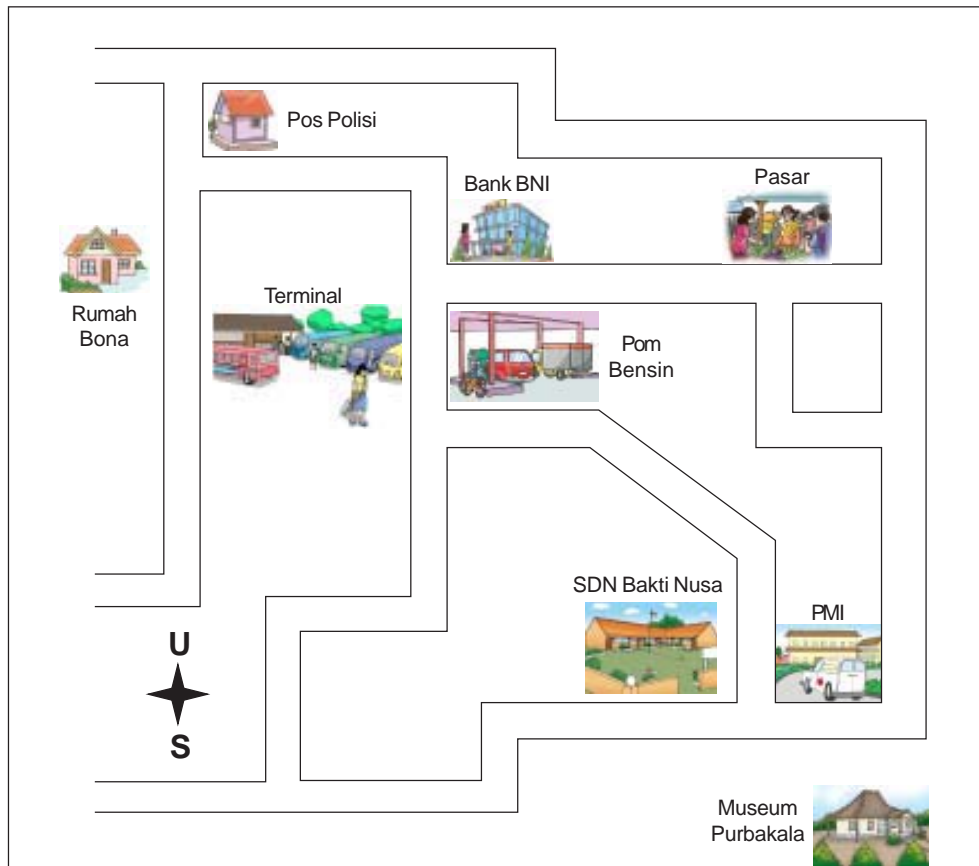 Pos Polisi
Bank BNI
Pasar
Rumah
Bona
Terminal
Pom
Bensin
SDN Bakti Nusa
PMI
U
S
Museum
Purbakala